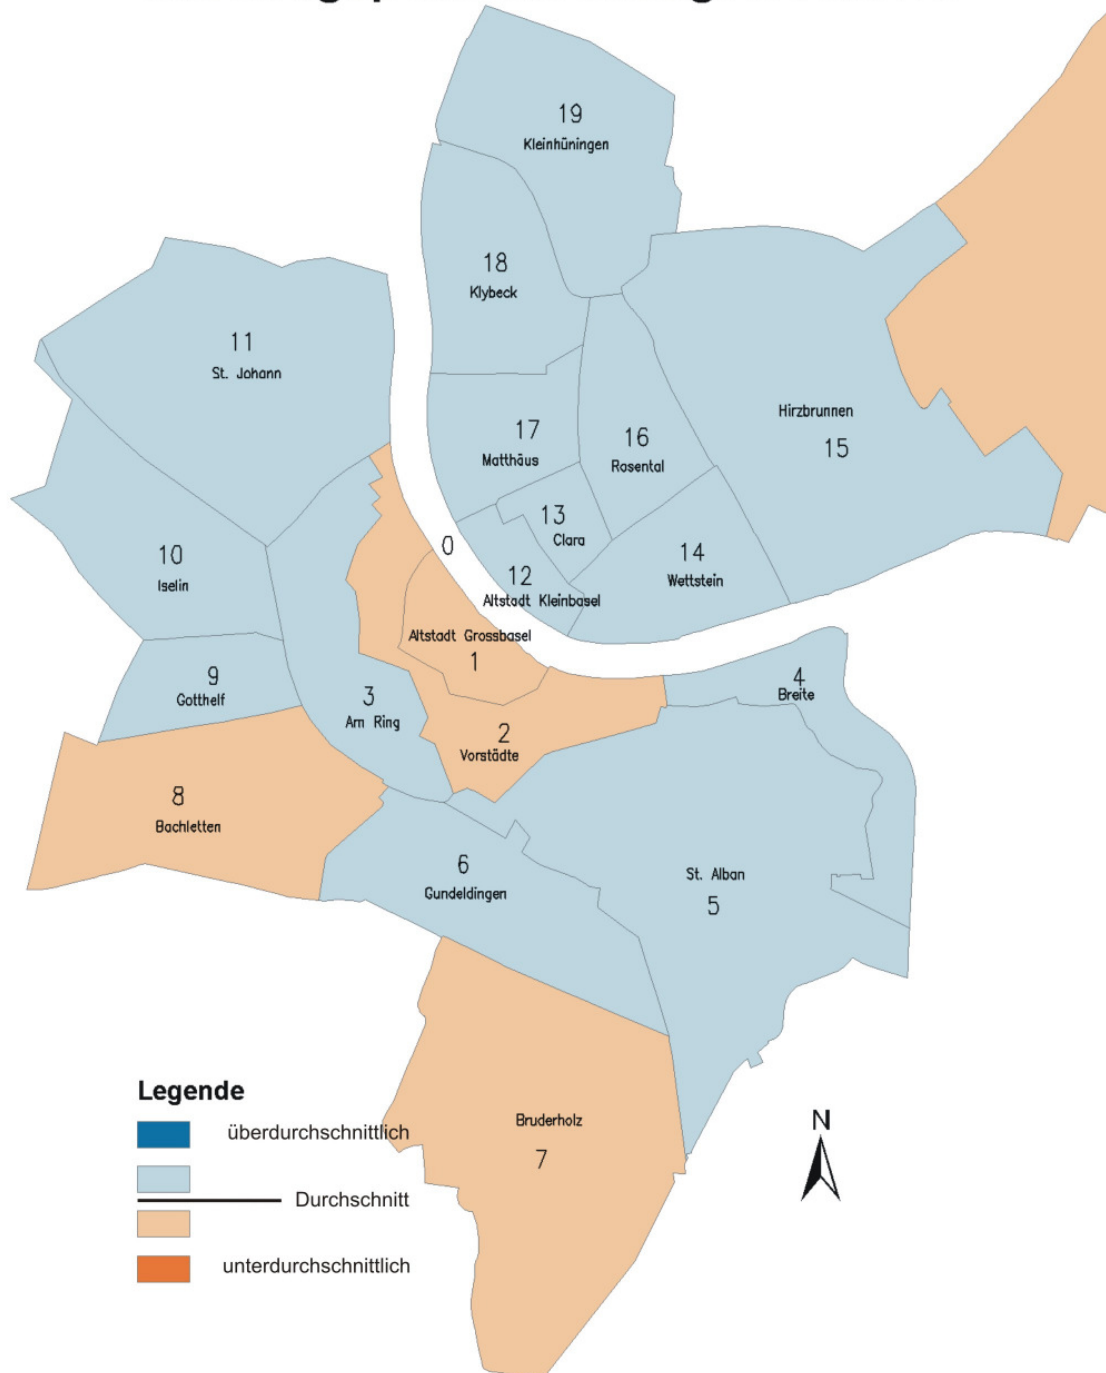 19
Kleinhüningen
18
Klybeck
11
St. Johann
Hirzbrunnen
15
17
Matthäus
16
Rosental
13
Clara
0
10
Iselin
12
Altstadt Kleinbasel
14
Wettstein
Altstadt Grossbasel
1
9
Gotthelf
3
Am Ring
4
Breite
2
Vorstädte
8
Bachletten
6
Gundeldingen
St. Alban
5
Bruderholz
7
Legende
überdurchschnittlich
Durchschnitt
unterdurchschnittlich
N